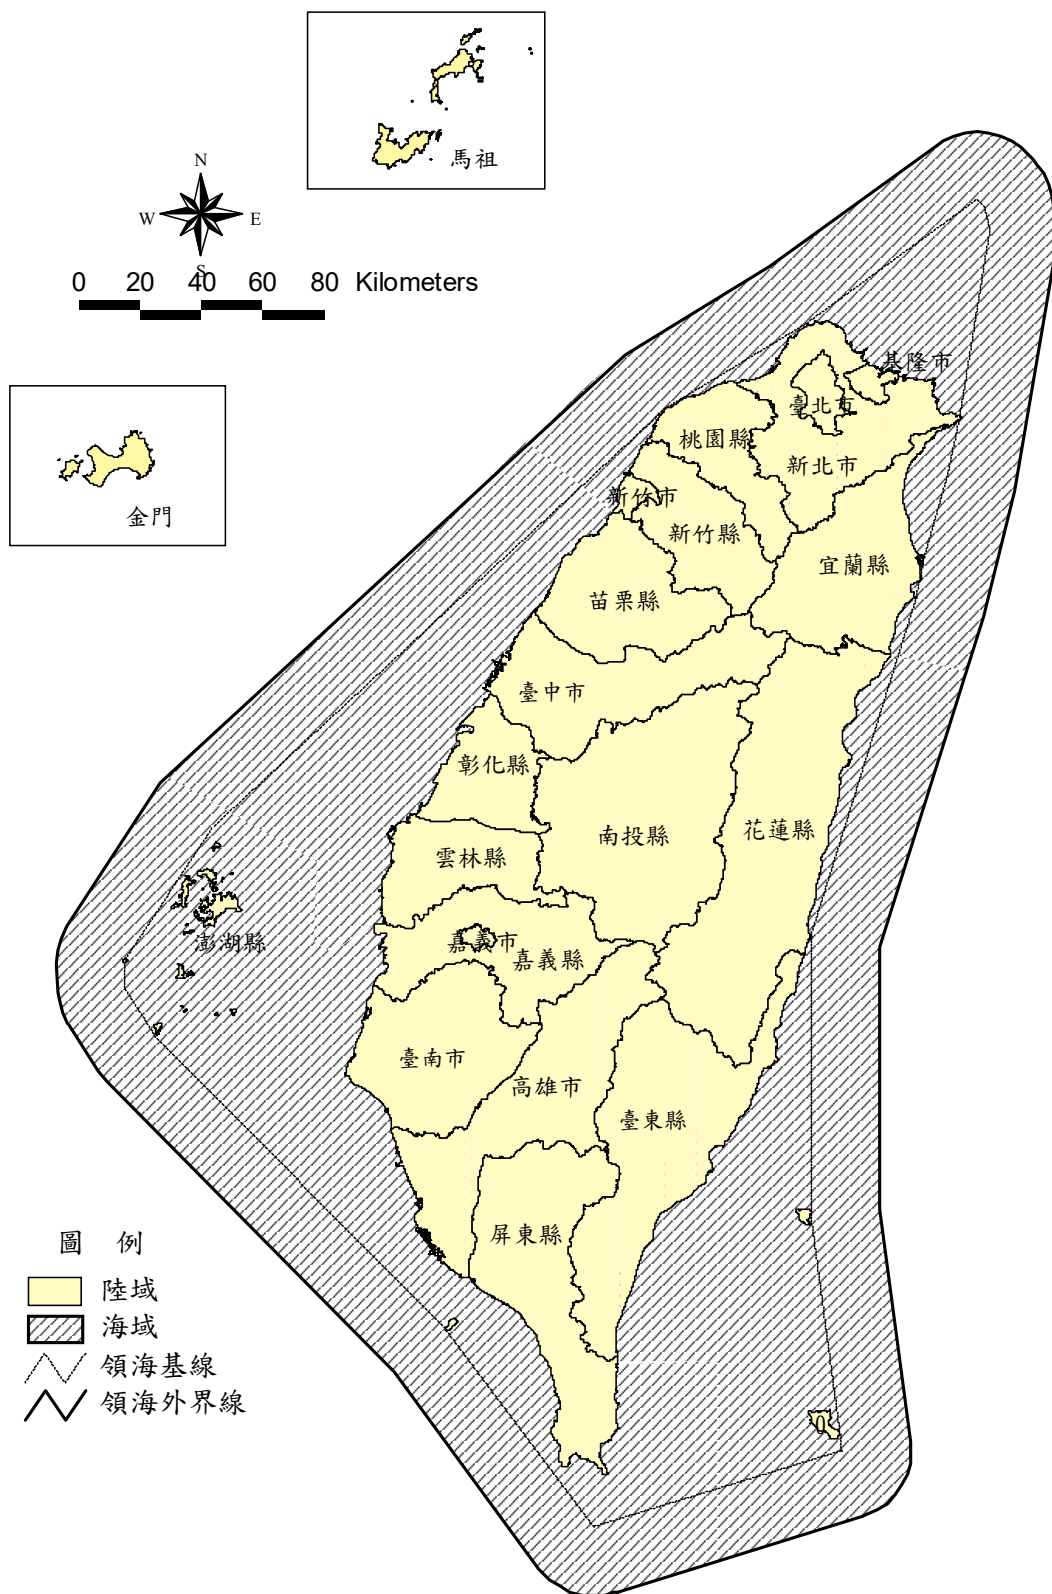 馬祖
N
W
E
S
0 20 40 60 80 Kilometers
金門
基隆市
臺北市
桃園縣
新北市
新竹市
新竹縣
宜蘭縣
苗栗縣
臺中市
彰化縣
南投縣
花蓮縣
雲林縣
澎湖縣
嘉義市
嘉義縣
臺南市
高雄市
臺東縣
屏東縣
圖 例
陸域
海域
領海基線
領海外界線